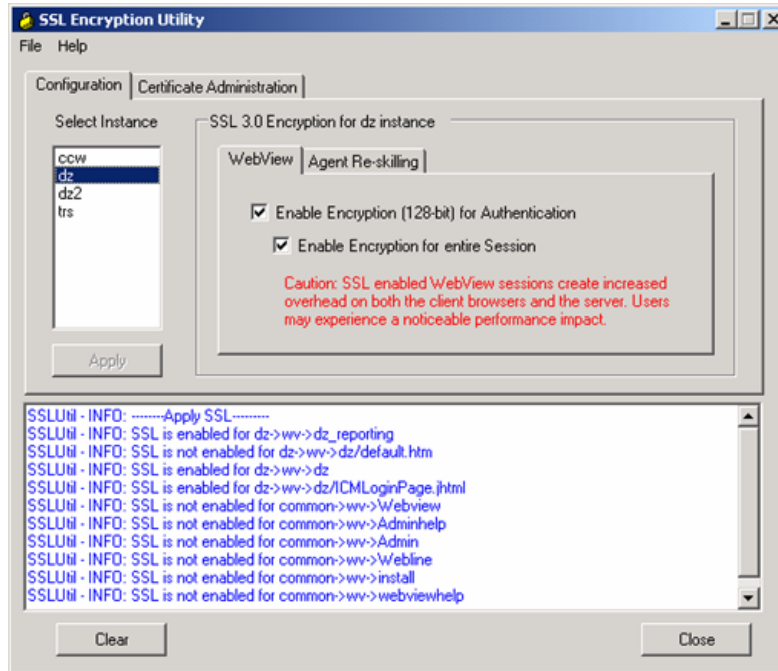 SSL Encryption Utility
File Help
Configuration Certificate Administration
Select Instance
SSL 3.0 Encryption for dz instance
ccw
dz
dz2
trs
WebView Agent Re-skilling
Enable Encryption (128-bit) for Authentication
Enable Encryption for entire Session
Caution: SSL enabled WebView sessions create increased
overhead on both the client browsers and the server. Users
may experience a noticeable performance impact.
Apply
SSLUtil - INFO: --------Apply SSL---------
SSLUtil - INFO: SSL is enabled for dz->wv->dz_reporting
SSLUtil - INFO: SSL is not enabled for dz->wv->dz/default.htm
SSLUtil - INFO: SSL is enabled for dz->wv->dz
SSLUtil - INFO: SSL is enabled for dz->wv->dz/ICMLoginPage.jhtml
SSLUtil - INFO: SSL is not enabled for common->wv->Webview
SSLUtil - INFO: SSL is not enabled for common->wv->Adminhelp
SSLUtil - INFO: SSL is not enabled for common->wv->Admin
SSLUtil - INFO: SSL is not enabled for common->wv->Webline
SSLUtil - INFO: SSL is not enabled for common->wv->install
SSLUtil - INFO: SSL is not enabled for common->wv->webviewhelp
Clear Close